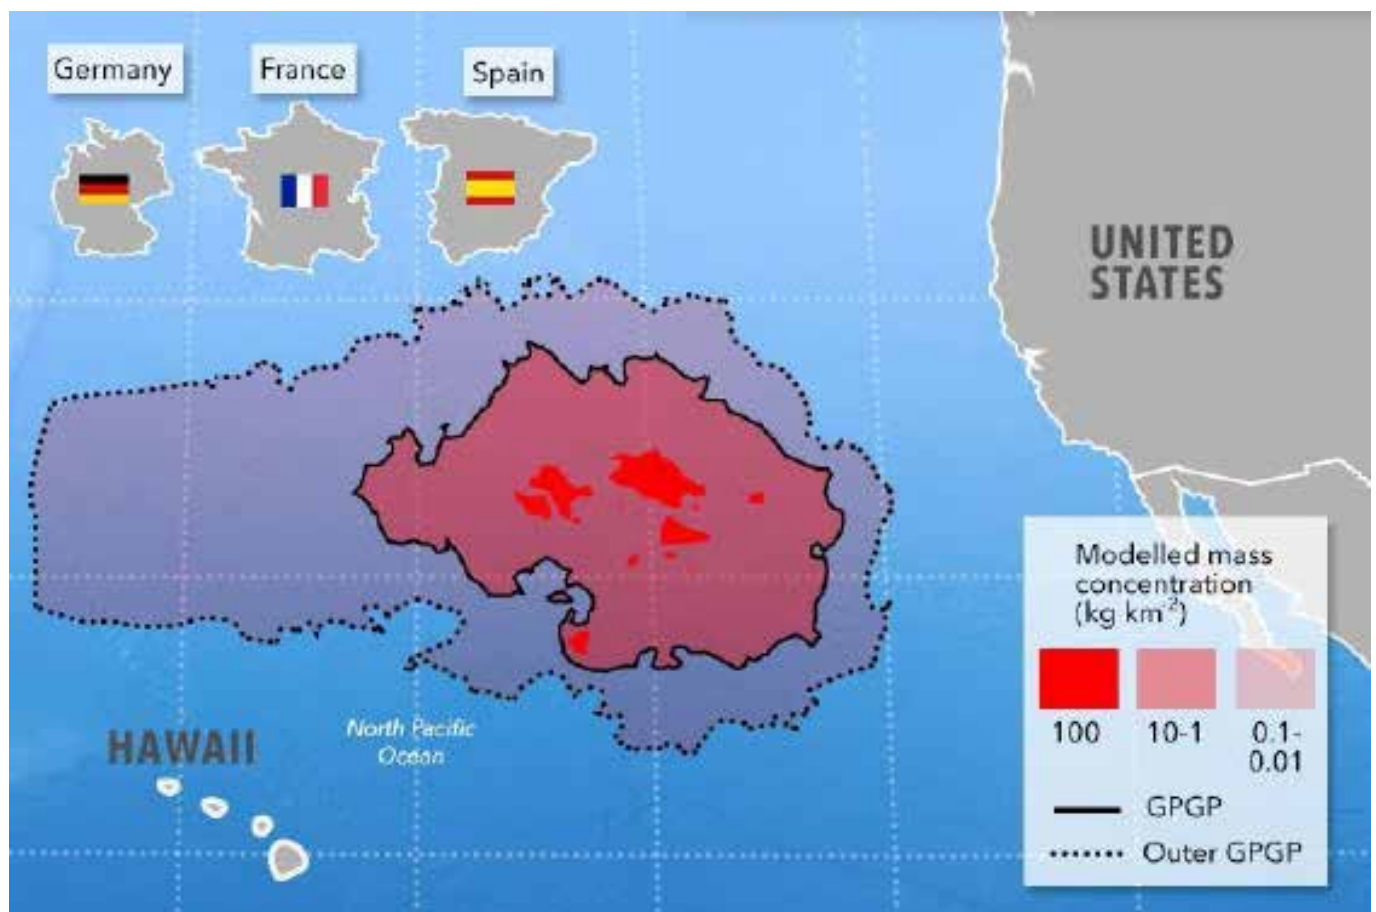 Germany
France
Spain
UNITED
STATES
HAWAII
North Pacific
Ocean
Modelled mass
concentration
(kg km⁻²)
100
10-1
0.1-
0.01
GPGP
Outer GPGP